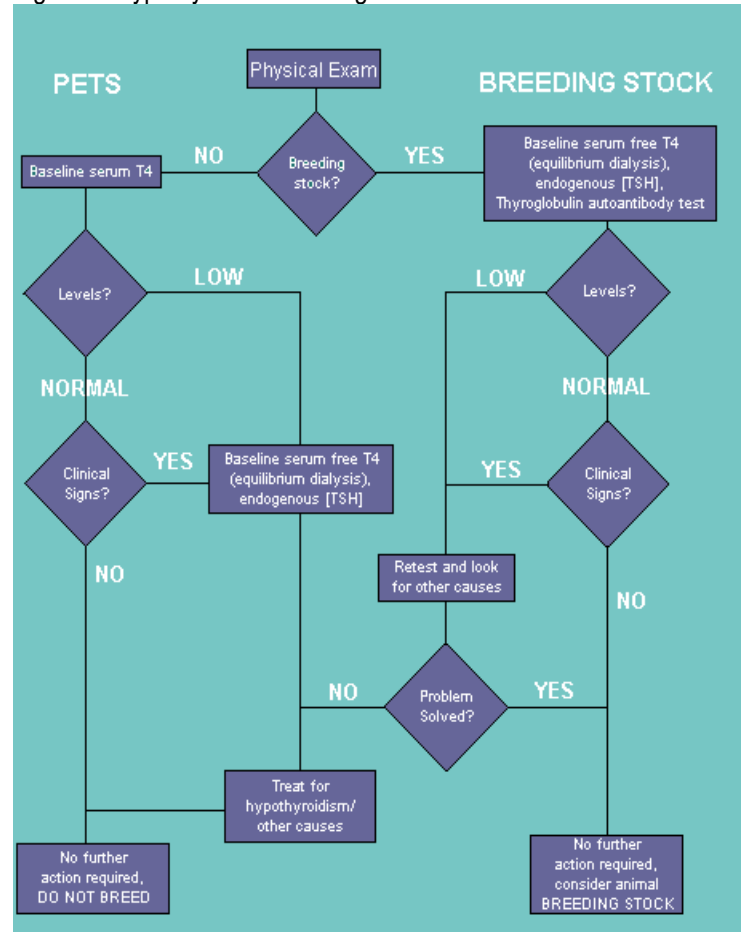 PETS
Physical Exam
BREEDING STOCK
Breeding
stock?
NO
YES
Baseline serum T4
Baseline serum free T4
(equilibrium dialysis),
endogenous [TSH],
Thyroglobulin autoantibody test
Levels?
LOW
LOW
Levels?
NORMAL
NORMAL
Clinical
Signs?
YES
Baseline serum free T4
(equilibrium dialysis),
endogenous [TSH]
YES
Clinical
Signs?
NO
Retest and look
for other causes
NO
NO
Problem
Solved?
YES
Treat for
hypothyroidism/
other causes
No further
action required,
DO NOT BREED
No further
action required,
consider animal
BREEDING STOCK